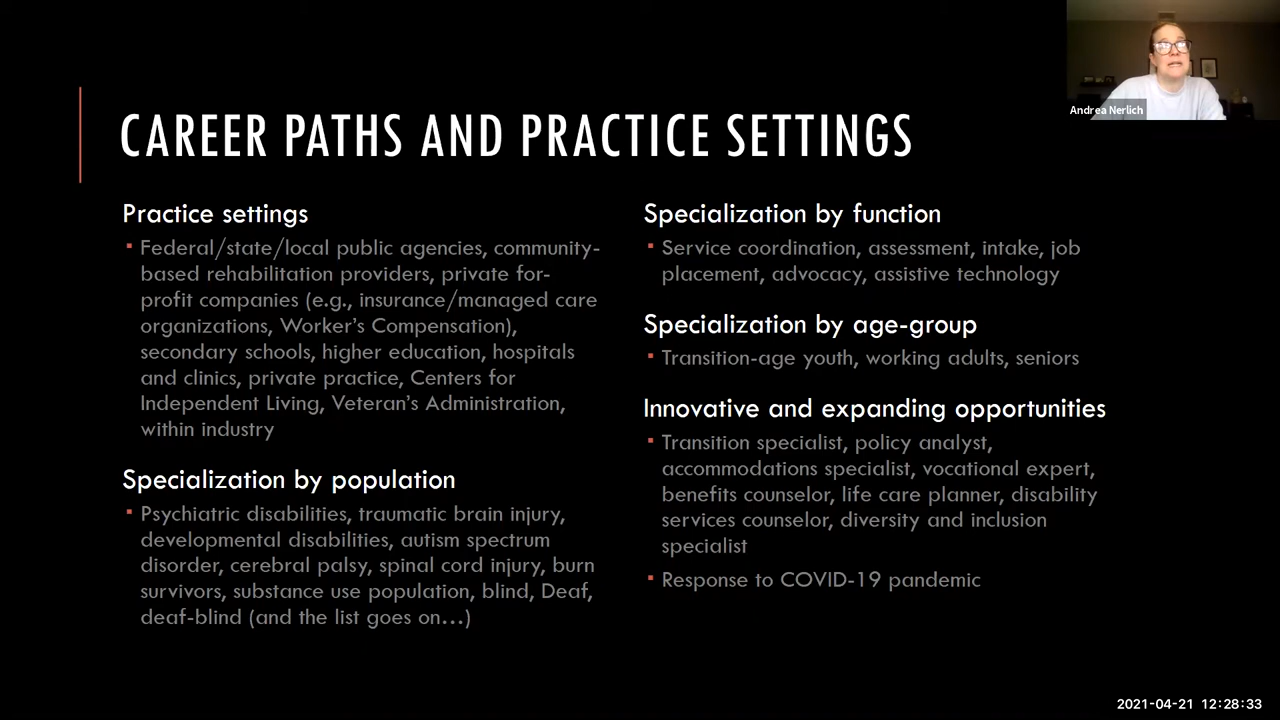 CAREER PATHS AND PRACTICE SETTINGS
Practice settings
Federal/state/local public agencies, community-
based rehabilitation providers, private for-
profit companies (e.g., insurance/managed care
organizations, Worker's Compensation),
secondary schools, higher education, hospitals
and clinics, private practice, Centers for
Independent Living, Veteran's Administration,
within industry
Specialization by population
Psychiatric disabilities, traumatic brain injury,
developmental disabilities, autism spectrum
disorder, cerebral palsy, spinal cord injury, burn
survivors, substance use population, blind, Deaf,
deaf-blind (and the list goes on...)
Specialization by function
Service coordination, assessment, intake, job
placement, advocacy, assistive technology
Specialization by age-group
Transition-age youth, working adults, seniors
Innovative and expanding opportunities
Transition specialist, policy analyst,
accommodations specialist, vocational expert,
benefits counselor, life care planner, disability
services counselor, diversity and inclusion
specialist
Response to COVID-19 pandemic
Andrea Nerlich
2021-04-21 12:28:33